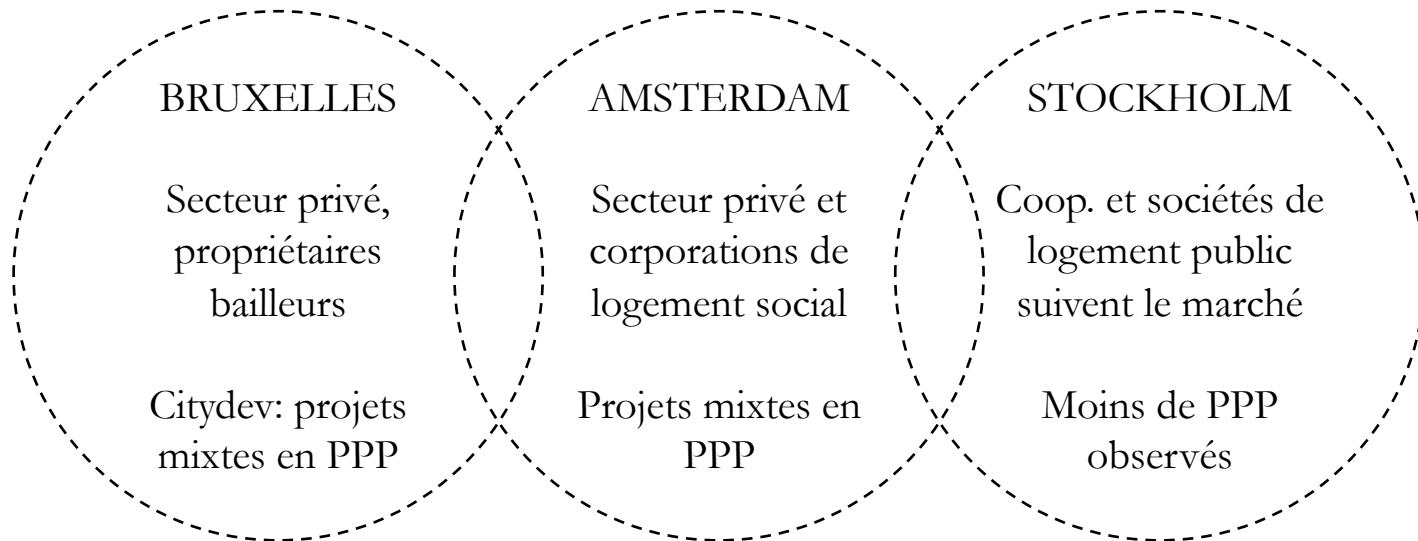 BRUXELLES
Secteur privé,
propriétaires
bailleurs
Citydev: projets
mixtes en PPP
AMSTERDAM
Secteur privé et
corporations de
logement social
Projets mixtes en
PPP
STOCKHOLM
Coop. et sociétés de
logement public
suivent le marché
Moins de PPP
observés